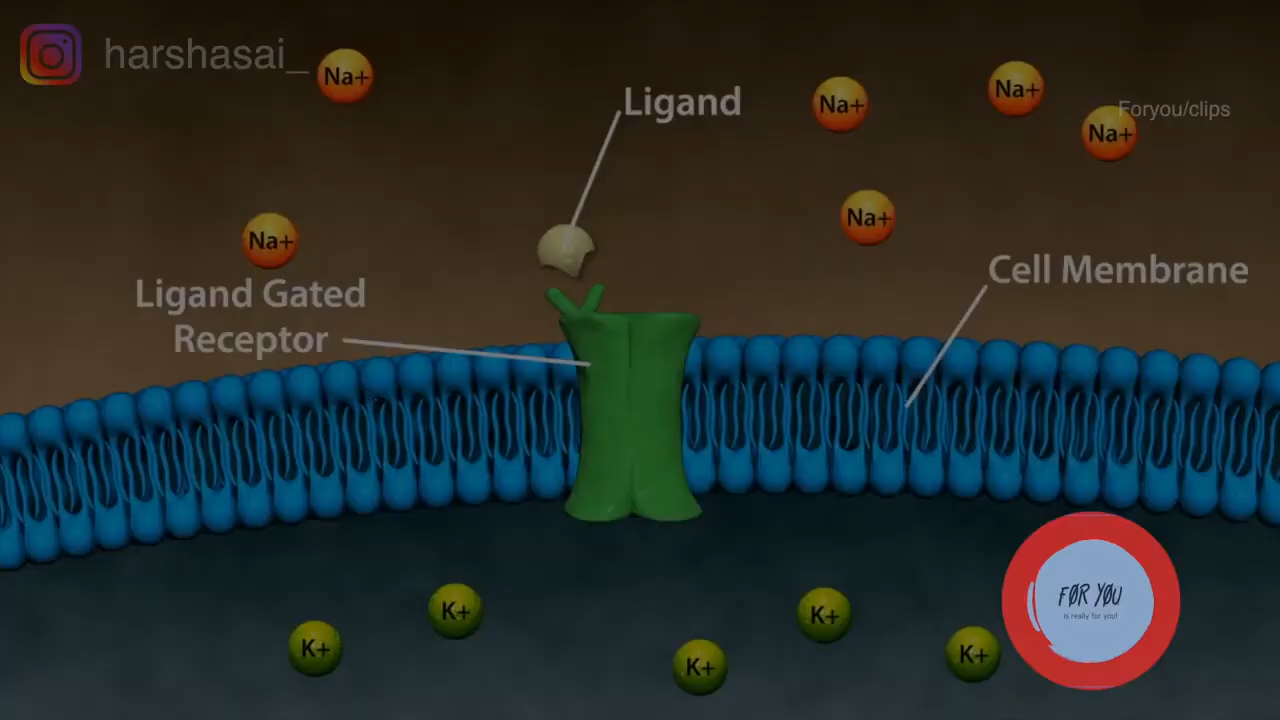 harshasai_
Na+
Ligand
Na+
Na+
Foryou/clips
Na+
Na+
Na+
Cell Membrane
Ligand Gated
Receptor
FØR YØU
is really for you!
K+
K+
K+
K+
K+